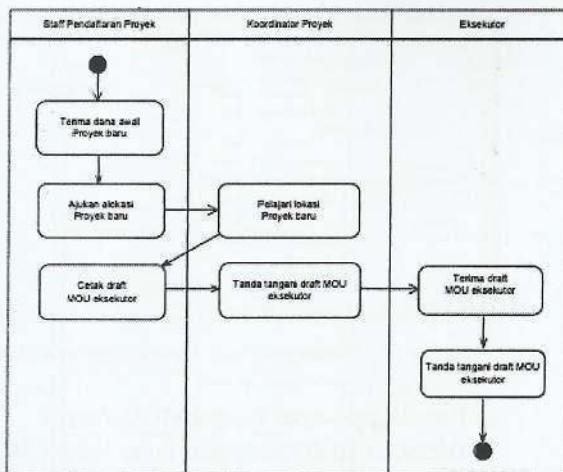 Staff Pendaftaran Proyek
Koordinator Proyek
Eksekutor
Terima dana awall
Proyek baru
Ajukan alokasi
Proyek baru
Pelajari lokasi
Proyek baru
Cetak draft
MOU eksekutor
Tanda tangani draft MOU
eksekutor
Terima draft
MOU eksekutor
Tanda tangani draft MOU
eksekutor